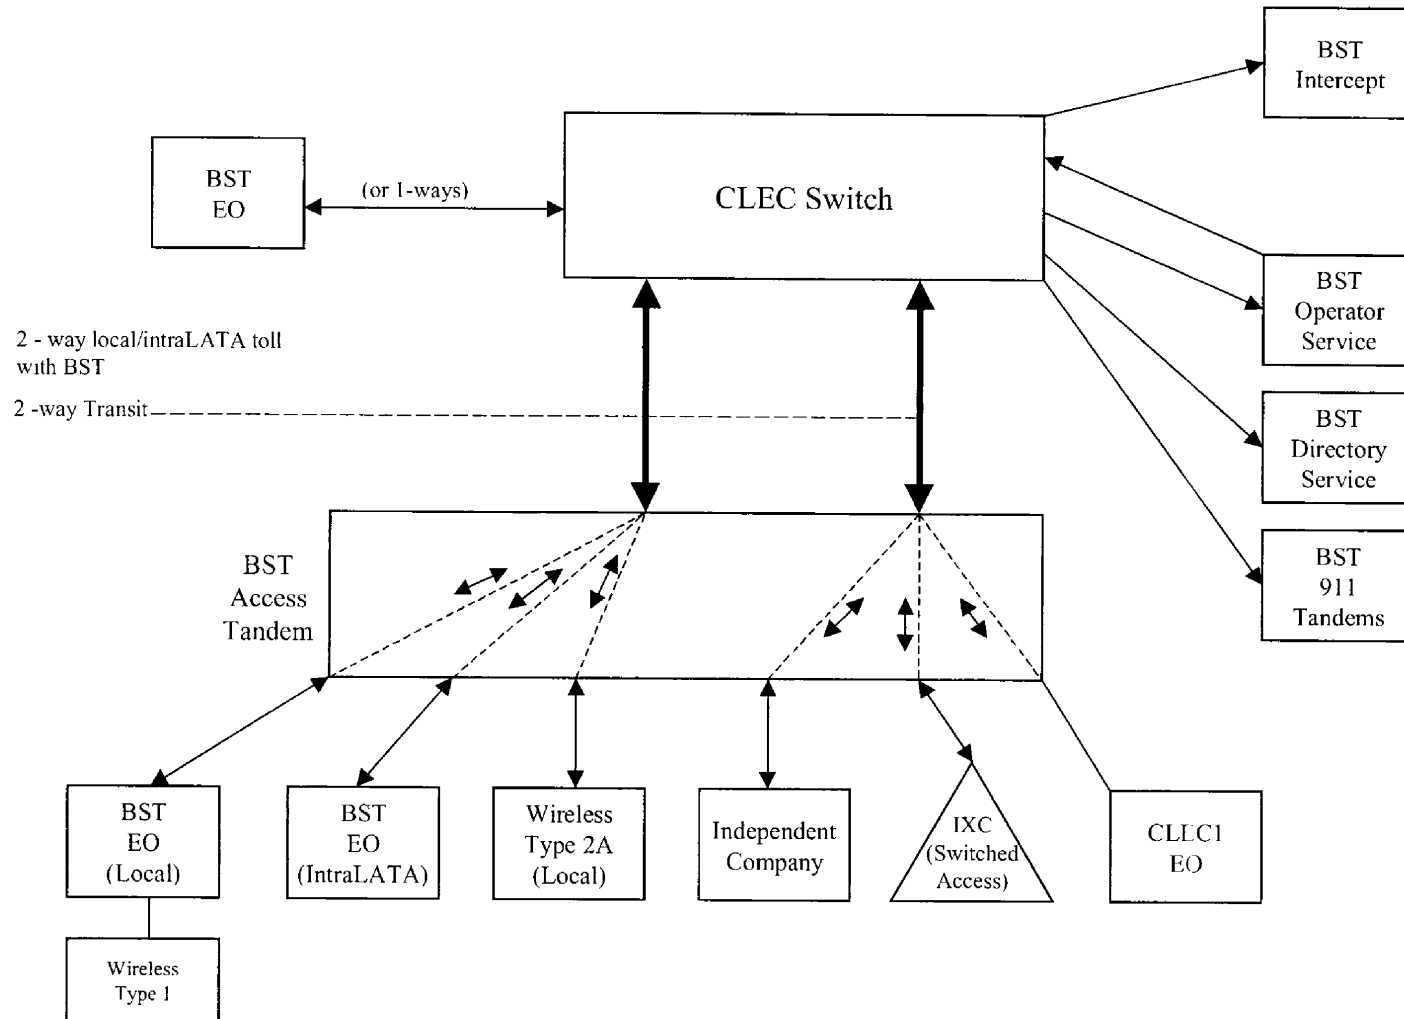 BST
Intercept
BST
EO
(or 1-ways)
CLEC Switch
BST
Operator
Service
2 - way local/intraLATA toll
with BST
2 -way Transit
BST
Directory
Service
BST
911
Tandems
BST
Access
Tandem
BST
EO
(Local)
BST
EO
(IntraLATA)
Wireless
Type 2A
(Local)
Independent
Company
IXC
(Switched
Access)
CLEC1
EO
Wireless
Type 1